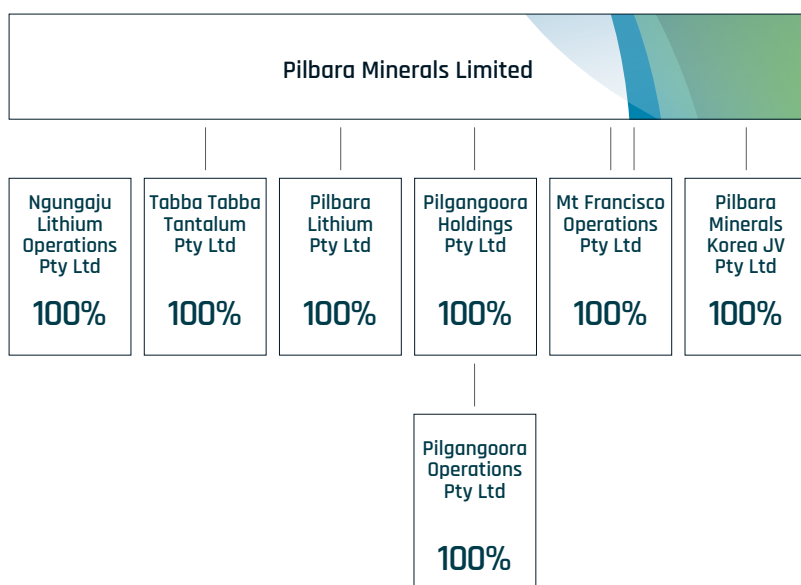 Pilbara Minerals Limited
Ngungaju
Lithium
Operations
Pty Ltd
100%
Tabba Tabba
Tantalum
Pty Ltd
100%
Pilbara
Lithium
Pty Ltd
100%
Pilgangoora
Holdings
Pty Ltd
100%
Mt Francisco
Operations
Pty Ltd
100%
Pilbara
Minerals
Korea JV
Pty Ltd
100%
Pilgangoora
Operations
Pty Ltd
100%